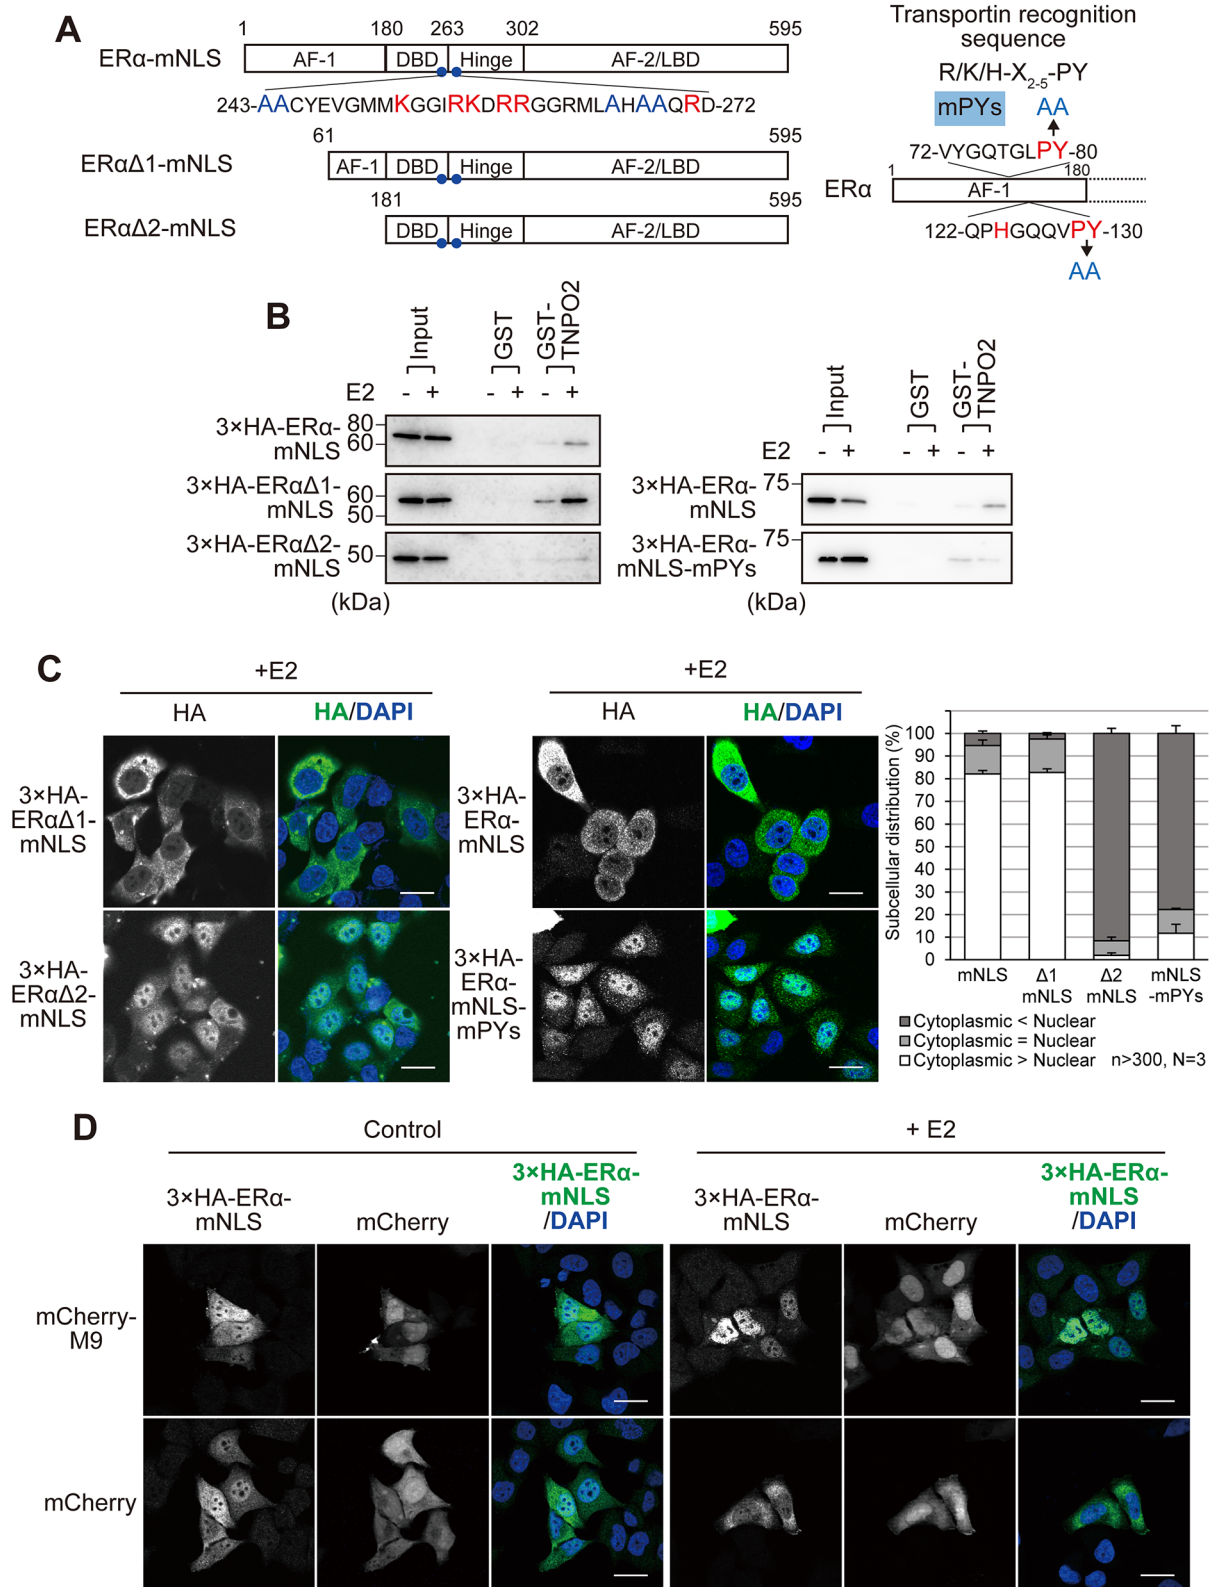 A
1 180 263 302 595
ERα-mNLS
AF-1 DBD Hinge AF-2/LBD
243-AACYEVGMMKGGIRKDRRGGRMLAHAAQRD-272
61 595
ERαΔ1-mNLS
AF-1 DBD Hinge AF-2/LBD
181 595
ERαΔ2-mNLS
DBD Hinge AF-2/LBD
Transportin recognition
sequence
R/K/H-X2-5-PY
mPYs AA
72-VYGQTGLPY-80
1 180
ERα
AF-1
122-QPHGQQVPY-130
AA
B
]Input
]GST
GST-
]TNPO2
E2 - + - + - +
3×HA-ERα-
mNLS
80
60
3×HA-ERαΔ1-
mNLS
60
50
3×HA-ERαΔ2-
mNLS
50
(kDa)
]Input
]GST
GST-
]TNPO2
E2 - + - + - +
3×HA-ERα-
mNLS
75
3×HA-ERα-
mNLS-mPYs
75
(kDa)
C
+E2
HA HA/DAPI
3×HA-
ERαΔ1-
mNLS
3×HA-
ERαΔ2-
mNLS
+E2
HA HA/DAPI
3×HA-
ERα-
mNLS
3×HA-
ERα-
mNLS-
mPYs
Subcellular distribution (%)
100
90
80
70
60
50
40
30
20
10
0
mNLS
Δ1
mNLS
Δ2
mNLS
mNLS
-mPYs
Cytoplasmic < Nuclear
Cytoplasmic = Nuclear
Cytoplasmic > Nuclear n>300, N=3
D
Control
3×HA-ERα-
mNLS
mCherry
3×HA-ERα-
mNLS
/DAPI
+ E2
3×HA-ERα-
mNLS
mCherry
3×HA-ERα-
mNLS
/DAPI
mCherry-
M9
mCherry